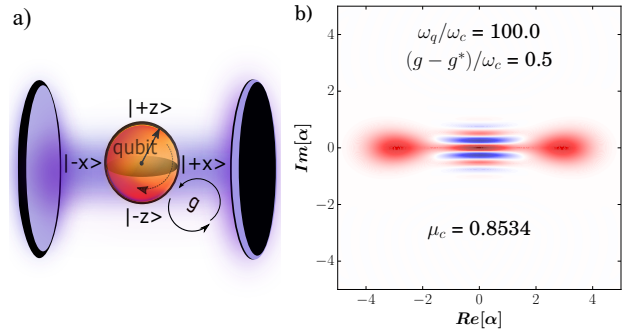 a)
|+z>
qubit
|-x>
|+x>
|-z>
g
b)
ω_q/ω_c = 100.0
(g − g*)/ω_c = 0.5
μ_c = 0.8534
Im[α]
4
2
0
−2
−4
−4 −2 0 2 4
Re[α]